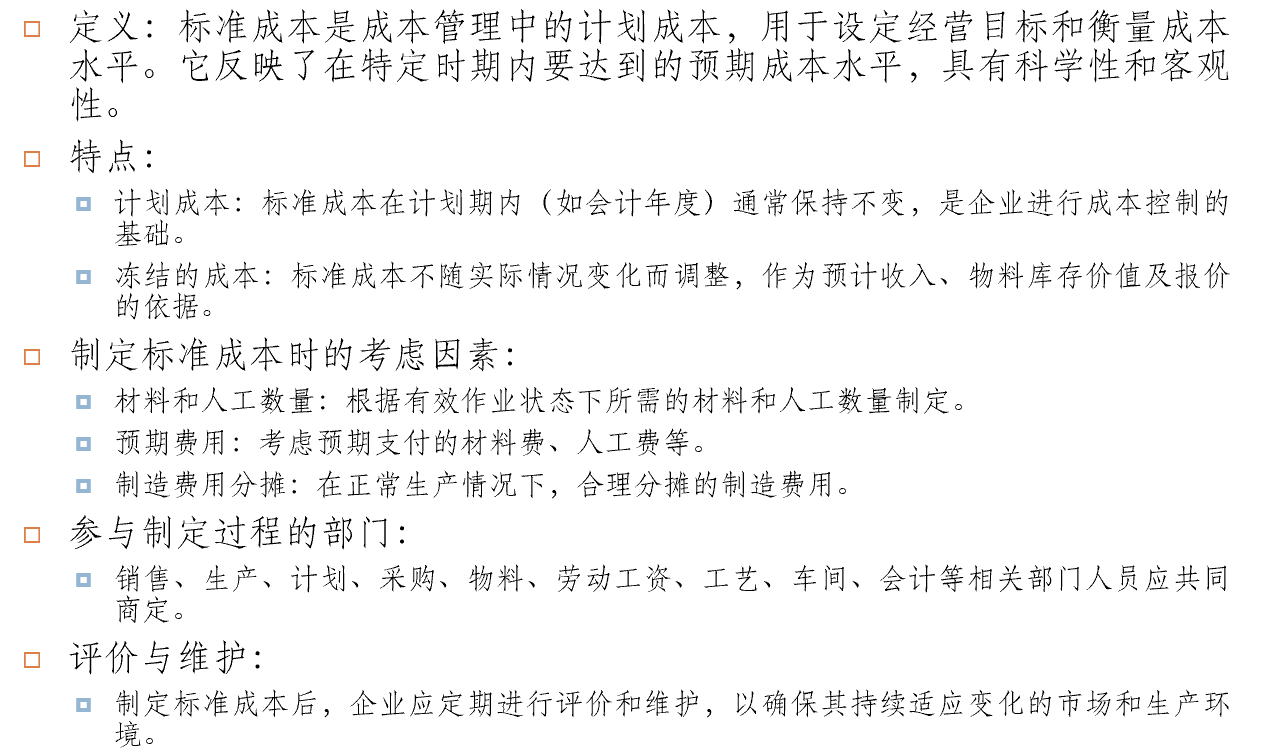 定义：标准成本是成本管理中的计划成本，用于设定经营目标和衡量成本
水平。它反映了在特定时期内要达到的预期成本水平，具有科学性和客观
性。
特点：
计划成本：标准成本在计划期内（如会计年度）通常保持不变，是企业进行成本控制的
基础。
冻结的成本：标准成本不随实际情况变化而调整，作为预计收入、物料库存价值及报价
的依据。
制定标准成本时的考虑因素：
材料和人工数量：根据有效作业状态下所需的材料和人工数量制定。
预期费用：考虑预期支付的材料费、人工费等。
制造费用分摊：在正常生产情况下，合理分摊的制造费用。
参与制定过程的部门：
销售、生产、计划、采购、物料、劳动工资、工艺、车间、会计等相关部门人员应共同
商定。
评价与维护：
制定标准成本后，企业应定期进行评价和维护，以确保其持续适应变化的市场和生产环
境。